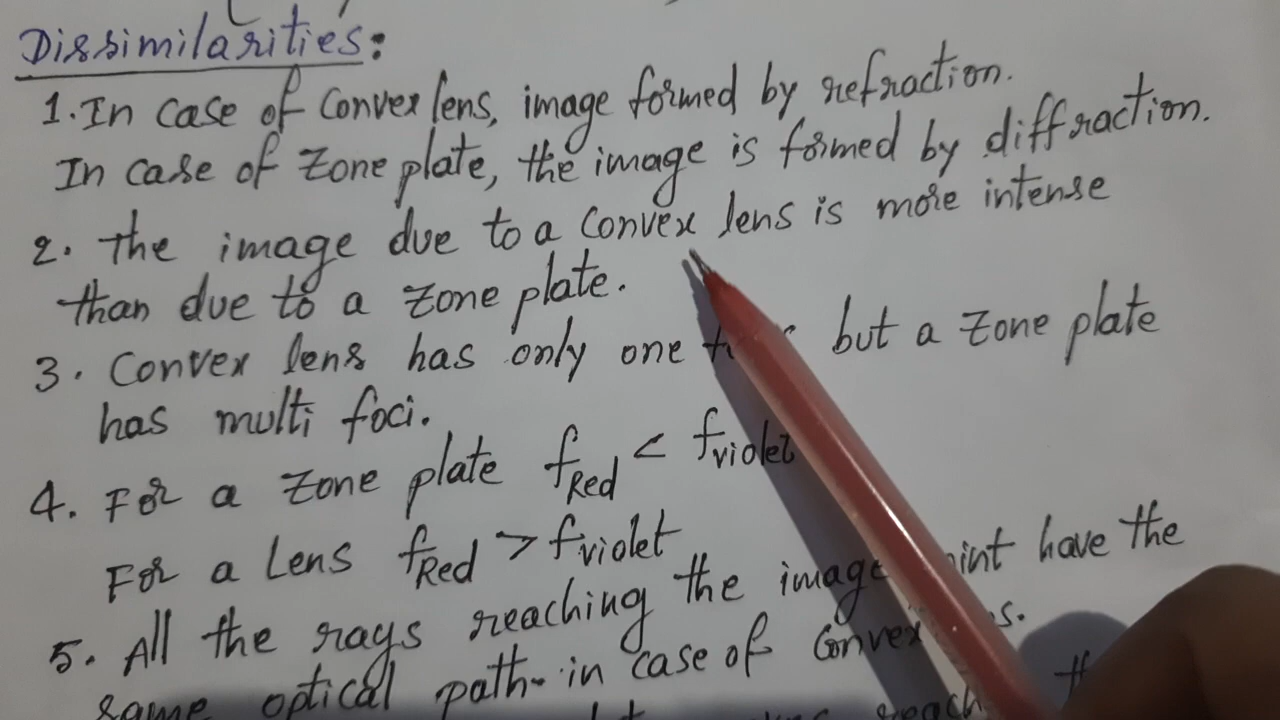 Dissimilarities:
1. In case of Convex lens, image formed by refraction.
In case of Zone plate, the image is formed by diffraction.
2. the image due to a Convex lens is more intense
than due to a Zone plate.
3. Convex lens has only one but a Zone plate
has multi foci.
4. For a Zone plate fRed < fviolet
For a Lens fRed > fviolet
5. All the rays reaching the image have the
same optical path- in case of